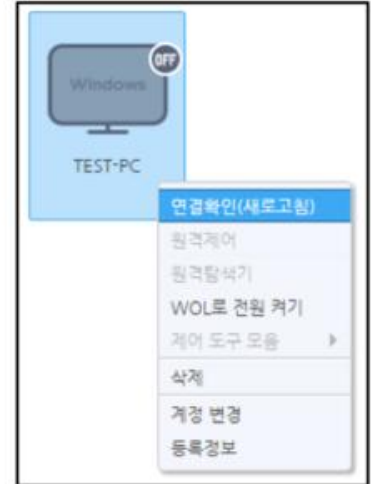 OFF
Windows
TEST-PC
연결확인(새로고침)
원격제어
원격탐색기
WOL로 전원 켜기
제어 도구 모음
삭제
계정 변경
등록정보